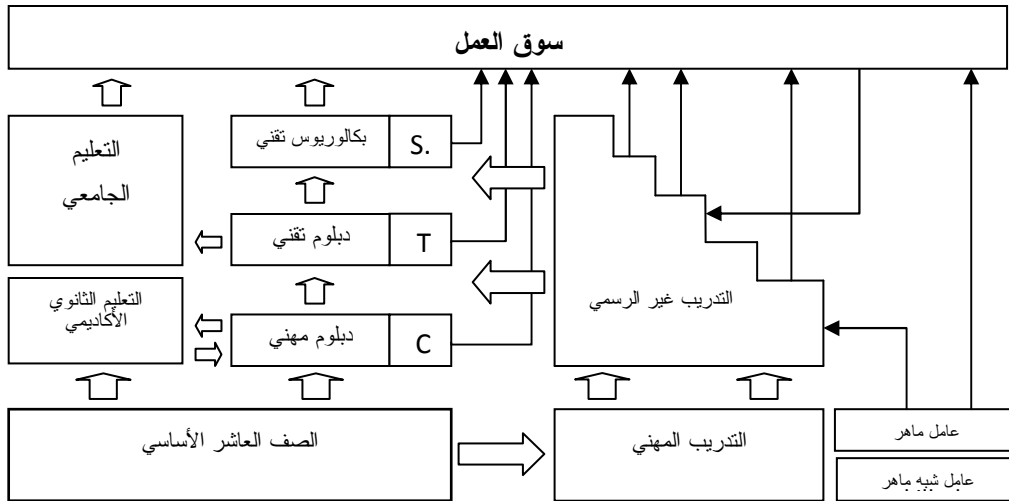 سوق العمل
التعليم
الجامعي
بكالوريوس تقني
S.
دبلوم تقني
T
التعليم الثانوي
الأكاديمي
دبلوم مهني
C
التدريب غير الرسمي
الصف العاشر الأساسي
التدريب المهني
عامل ماهر
عامل شبه ماهر